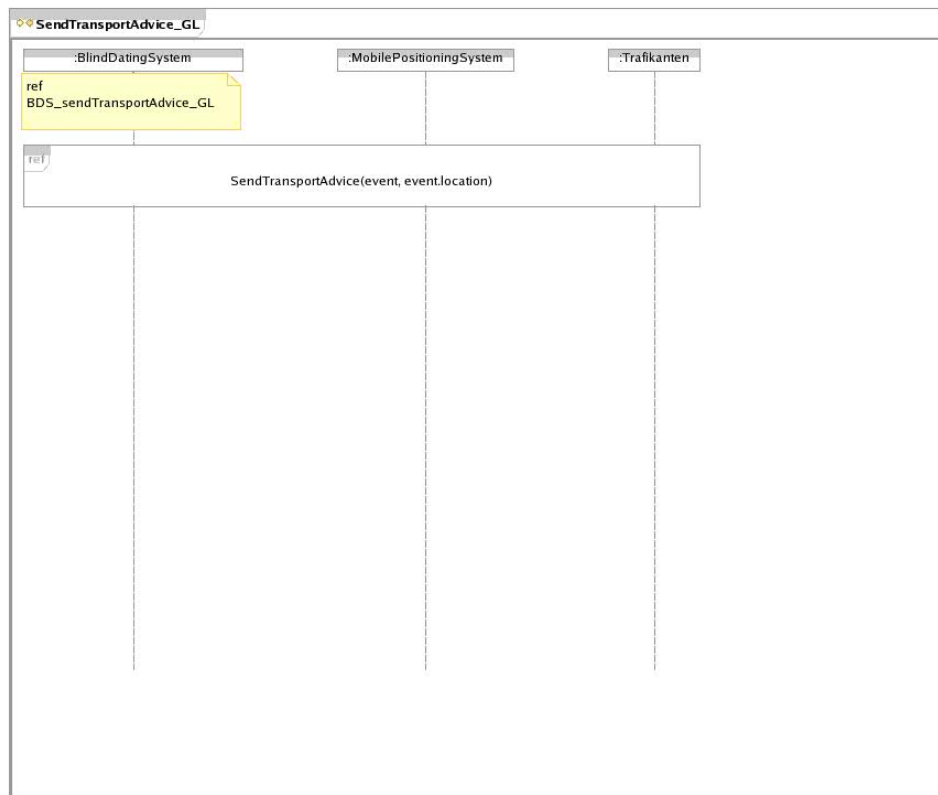 SendTransportAdvice_GL
:BlindDatingSystem
:MobilePositioningSystem
:Trafikanten
ref
BDS_sendTransportAdvice_GL
ref
SendTransportAdvice(event, event.location)